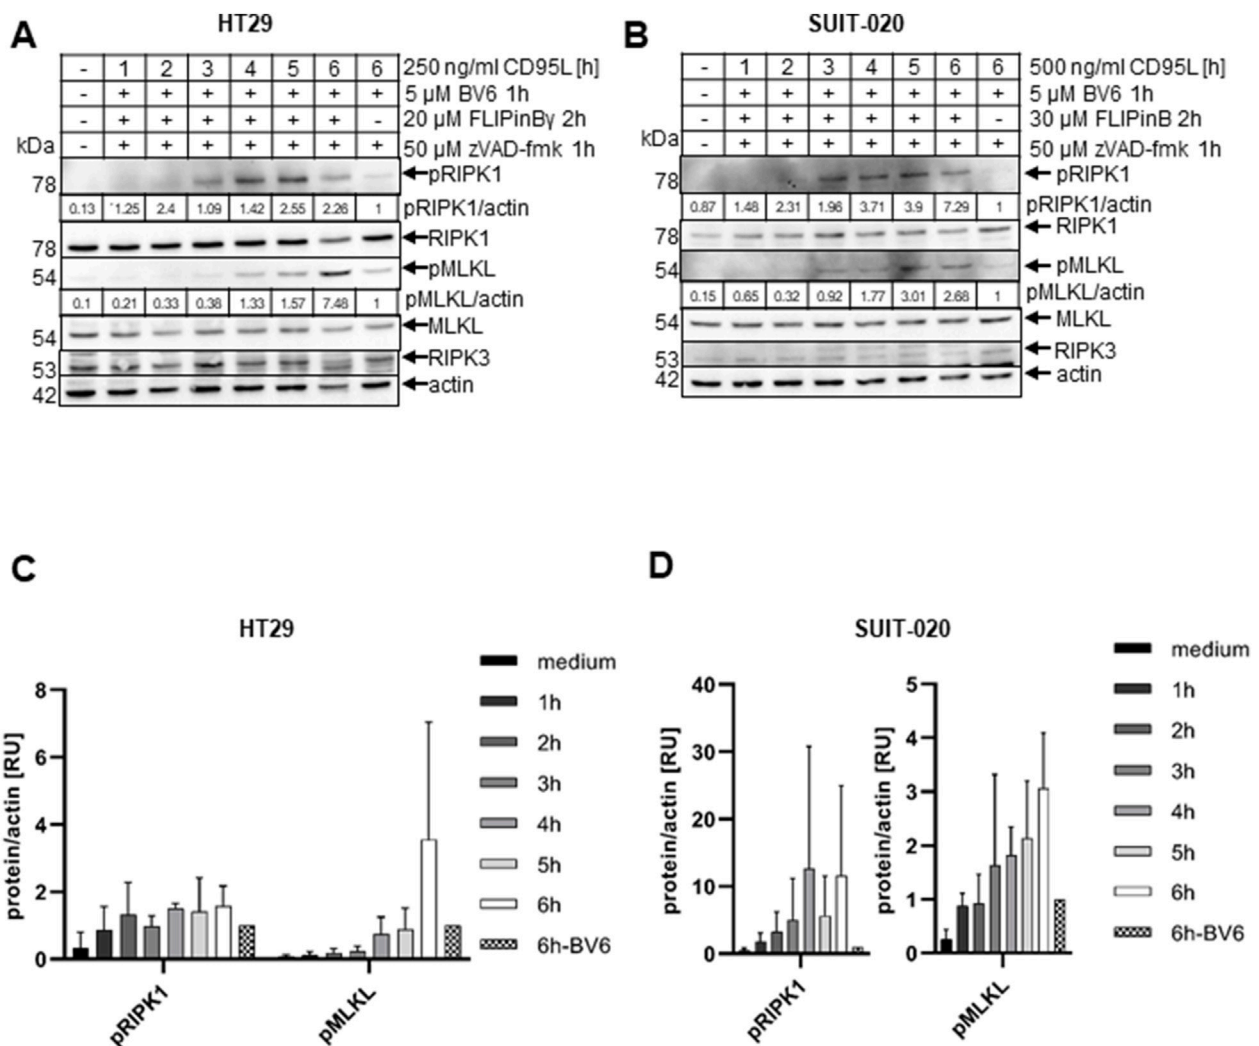 A
HT29
- 1 2 3 4 5 6 6 250 ng/ml CD95L [h]
- + + + + + + + 5 µM BV6 1h
- + + + + + + - 20 µM FLIPinBγ 2h
kDa - + + + + + + + 50 µM zVAD-fmk 1h
78 pRIPK1
0.13 1.25 2.4 1.09 1.42 2.55 2.26 1 pRIPK1/actin
78 RIPK1
54 pMLKL
0.1 0.21 0.33 0.38 1.33 1.57 7.48 1 pMLKL/actin
54 MLKL
53 RIPK3
42 actin
B
SUIT-020
- 1 2 3 4 5 6 6 500 ng/ml CD95L [h]
- + + + + + + + 5 µM BV6 1h
- + + + + + + - 30 µM FLIPinB 2h
kDa - + + + + + + + 50 µM zVAD-fmk 1h
78 pRIPK1
0.87 1.48 2.31 1.96 3.71 3.9 7.29 1 pRIPK1/actin
78 RIPK1
54 pMLKL
0.15 0.65 0.32 0.92 1.77 3.01 2.68 1 pMLKL/actin
54 MLKL
53 RIPK3
42 actin
C
HT29
protein/actin [RU]
8
6
4
2
0
pRIPK1
pMLKL
medium
1h
2h
3h
4h
5h
6h
6h-BV6
D
SUIT-020
protein/actin [RU]
40
30
20
10
0
pRIPK1
protein/actin [RU]
5
4
3
2
1
0
pMLKL
medium
1h
2h
3h
4h
5h
6h
6h-BV6